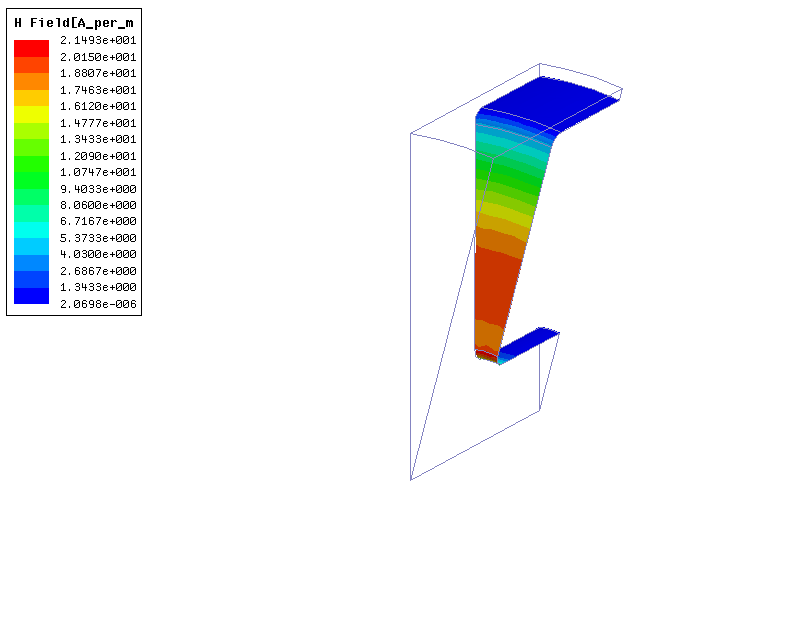 H Field[A_per_m
2.1493e+001
2.0150e+001
1.8807e+001
1.7463e+001
1.6120e+001
1.4777e+001
1.3433e+001
1.2090e+001
1.0747e+001
9.4033e+000
8.0600e+000
6.7167e+000
5.3733e+000
4.0300e+000
2.6867e+000
1.3433e+000
2.0698e-006